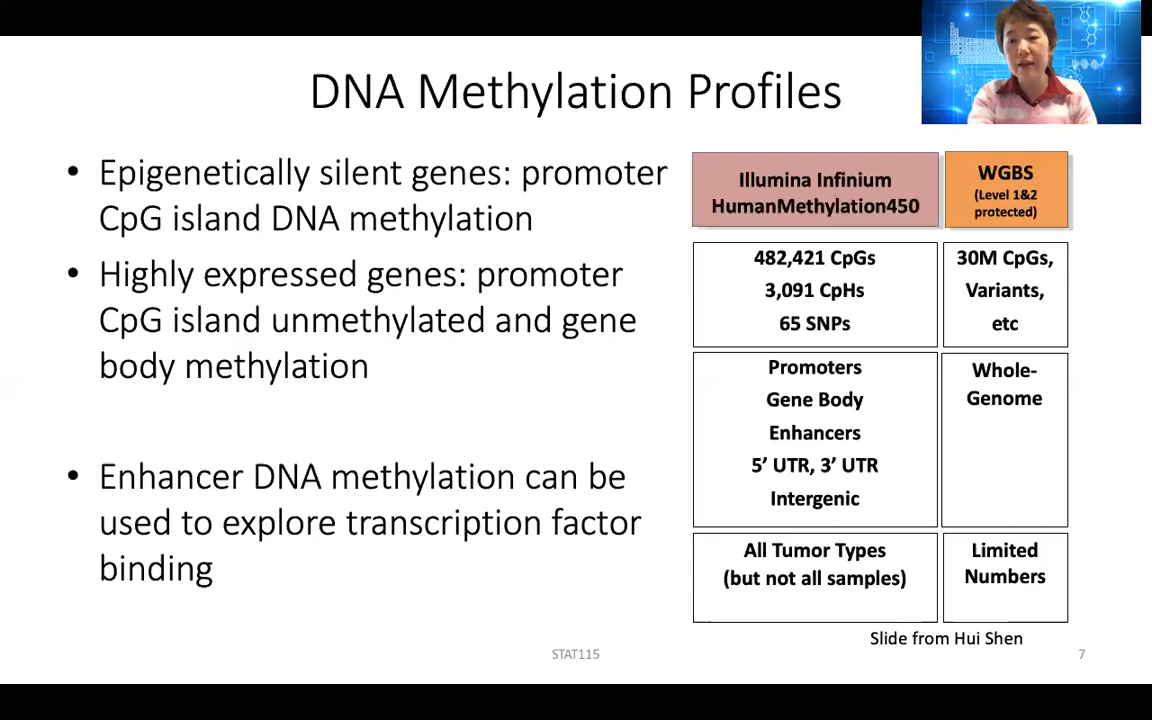 DNA Methylation Profiles
• Epigenetically silent genes: promoter
CpG island DNA methylation
• Highly expressed genes: promoter
CpG island unmethylated and gene
body methylation
• Enhancer DNA methylation can be
used to explore transcription factor
binding
Illumina Infinium
HumanMethylation450
WGBS
(Level 1&2
protected)
482,421 CpGs
3,091 CpHs
65 SNPs
30M CpGs,
Variants,
etc
Promoters
Gene Body
Enhancers
5’ UTR, 3’ UTR
Intergenic
Whole-
Genome
All Tumor Types
(but not all samples)
Limited
Numbers
Slide from Hui Shen
STAT115
7